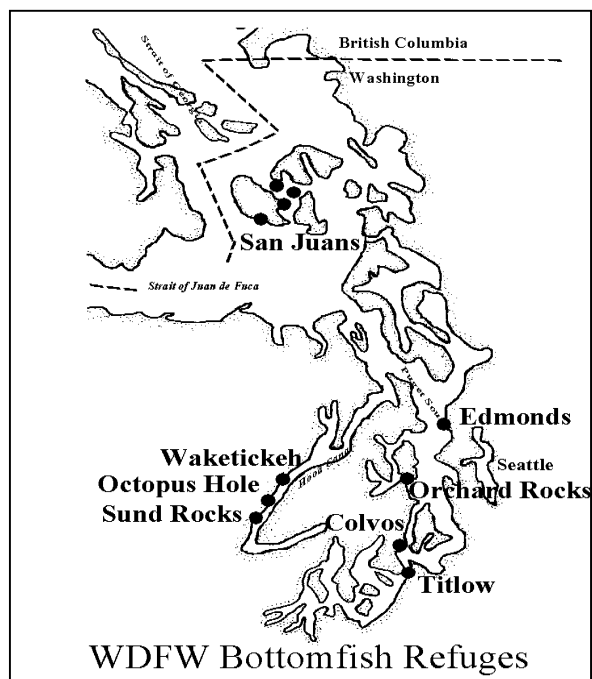 British Columbia
Washington
Strait of Georgia
San Juans
Strait of Juan de Fuca
Puget Sound
Edmonds
Waketickeh
Hood Canal
Seattle
Octopus Hole
Orchard Rocks
Sund Rocks
Colvos
Titlow
WDFW Bottomfish Refuges